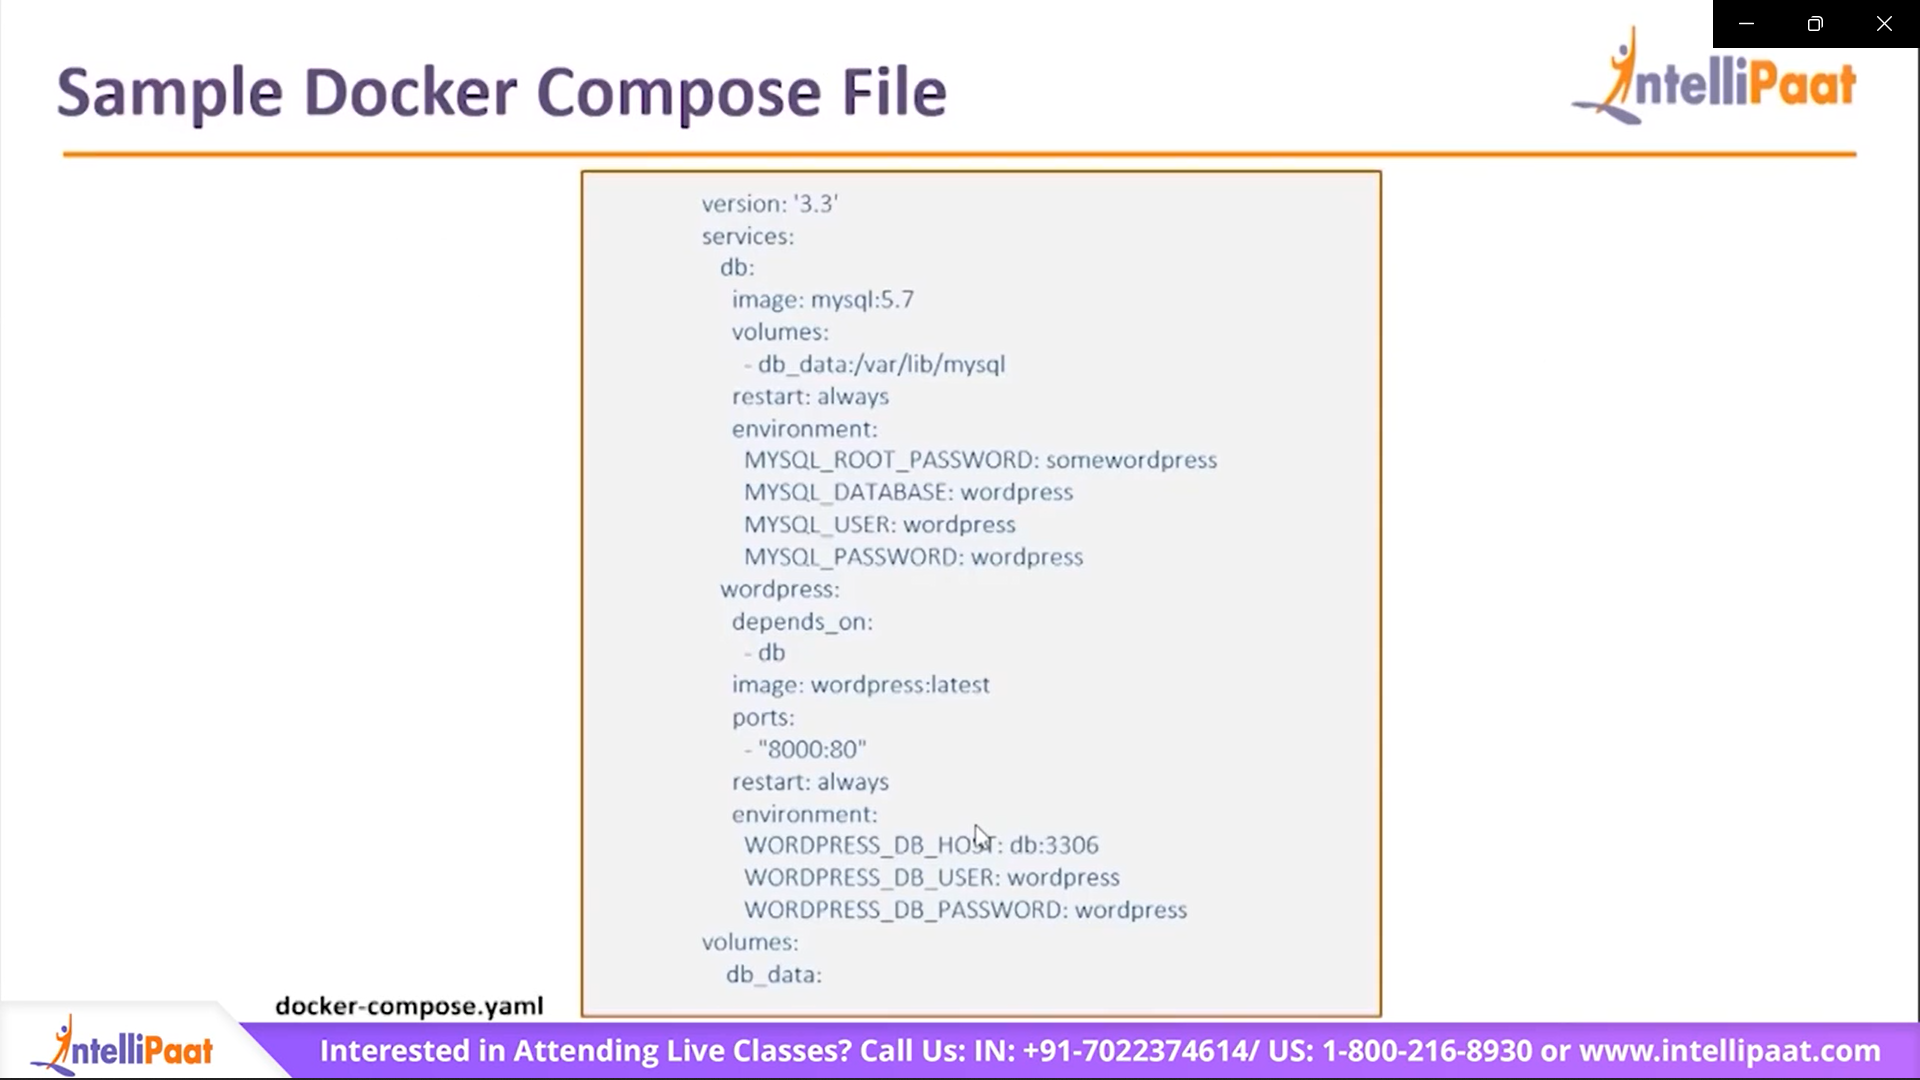 Sample Docker Compose File
IntelliPaat
version: '3.3'
services:
db:
image: mysql:5.7
volumes:
- db_data:/var/lib/mysql
restart: always
environment:
MYSQL_ROOT_PASSWORD: somewordpress
MYSQL_DATABASE: wordpress
MYSQL_USER: wordpress
MYSQL_PASSWORD: wordpress
wordpress:
depends_on:
- db
image: wordpress:latest
ports:
- "8000:80"
restart: always
environment:
WORDPRESS_DB_HOST: db:3306
WORDPRESS_DB_USER: wordpress
WORDPRESS_DB_PASSWORD: wordpress
volumes:
db_data:
docker-compose.yaml
IntelliPaat
Interested in Attending Live Classes? Call Us: IN: +91-7022374614/ US: 1-800-216-8930 or www.intellipaat.com